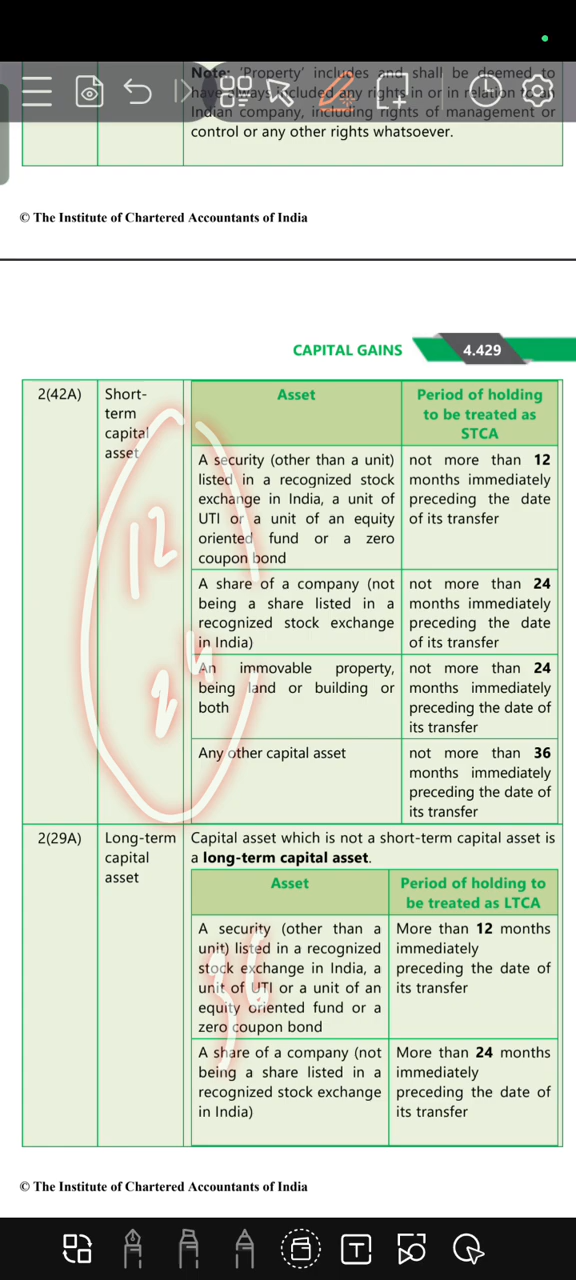 Note: 'Property' includes and shall be deemed to
have always included any rights in or in relation to an
Indian company, including rights of management or
control or any other rights whatsoever.
© The Institute of Chartered Accountants of India
CAPITAL GAINS 4.429
2(42A)
Short-
term
capital
asset
Asset
Period of holding
to be treated as
STCA
A security (other than a unit)
listed in a recognized stock
exchange in India, a unit of
UTI or a unit of an equity
oriented fund or a zero
coupon bond
not more than 12
months immediately
preceding the date
of its transfer
A share of a company (not
being a share listed in a
recognized stock exchange
in India)
not more than 24
months immediately
preceding the date
of its transfer
An immovable property,
being land or building or
both
not more than 24
months immediately
preceding the date of
its transfer
Any other capital asset
not more than 36
months immediately
preceding the date of
its transfer
12
24
2(29A)
Long-term
capital
asset
Capital asset which is not a short-term capital asset is
a long-term capital asset.
Asset
Period of holding to
be treated as LTCA
A security (other than a
unit) listed in a recognized
stock exchange in India, a
unit of UTI or a unit of an
equity oriented fund or a
zero coupon bond
More than 12 months
immediately
preceding the date of
its transfer
36
A share of a company (not
being a share listed in a
recognized stock exchange
in India)
More than 24 months
immediately
preceding the date of
its transfer
© The Institute of Chartered Accountants of India
T